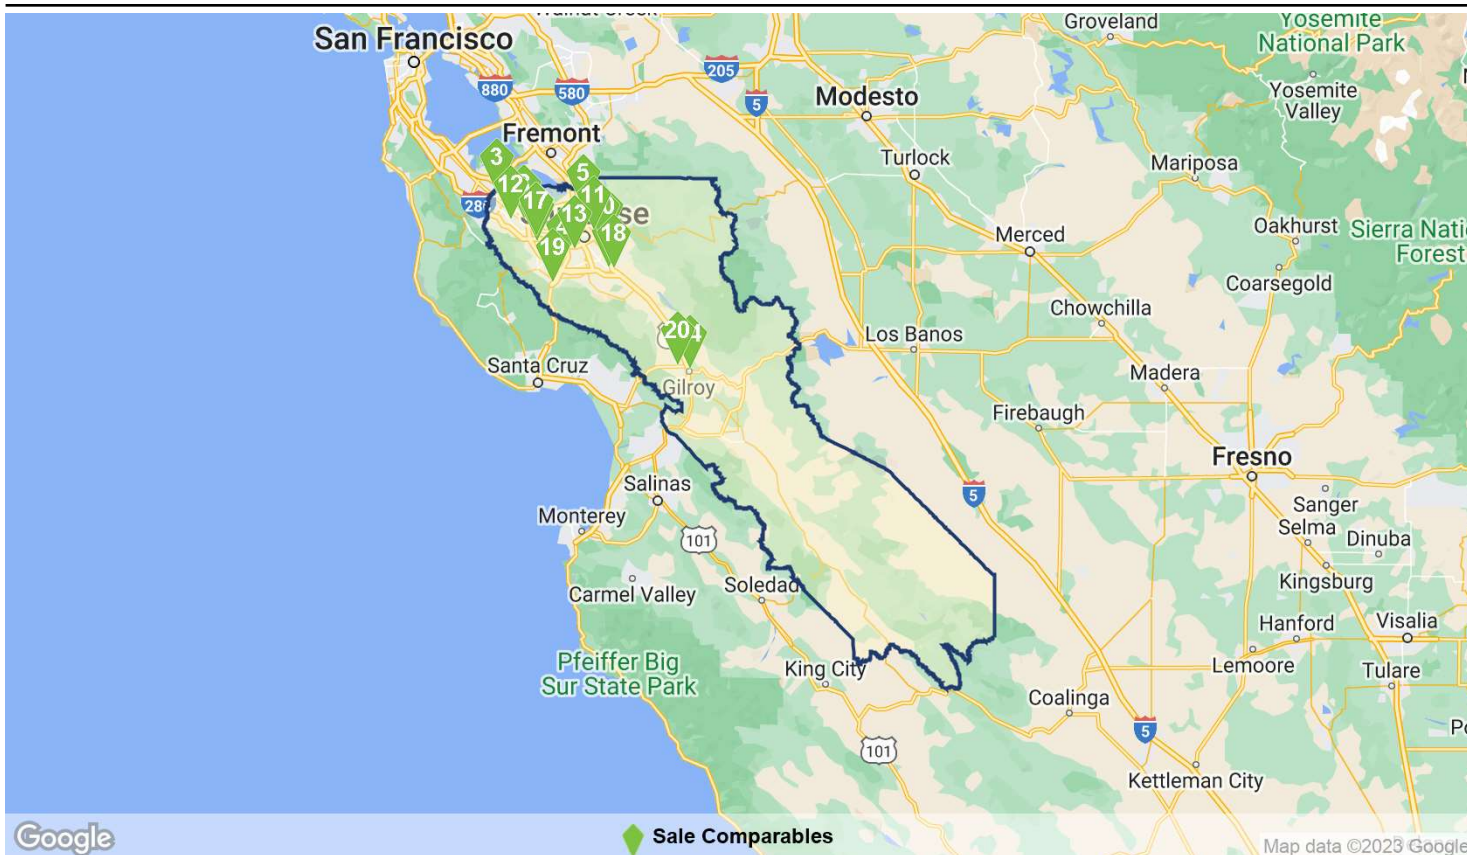 San Francisco
Groveland
Yosemite
National Park
880
580
205
5
Modesto
Yosemite
Valley
Fremont
3
5
Turlock
Mariposa
12
17
11
280
13
18
19
Merced
Oakhurst
Sierra
Forest
Coarsegold
Chowchilla
20
Los Banos
Santa Cruz
Gilroy
Madera
Firebaugh
Fresno
Salinas
5
Sanger
Monterey
Selma
101
Dinuba
Soledad
Kingsburg
Carmel Valley
Hanford
Visalia
Pfeiffer Big
Sur State Park
King City
Lemoore
Tulare
Coalinga
5
101
Kettleman City
Google
Sale Comparables
Map data ©2023 Google